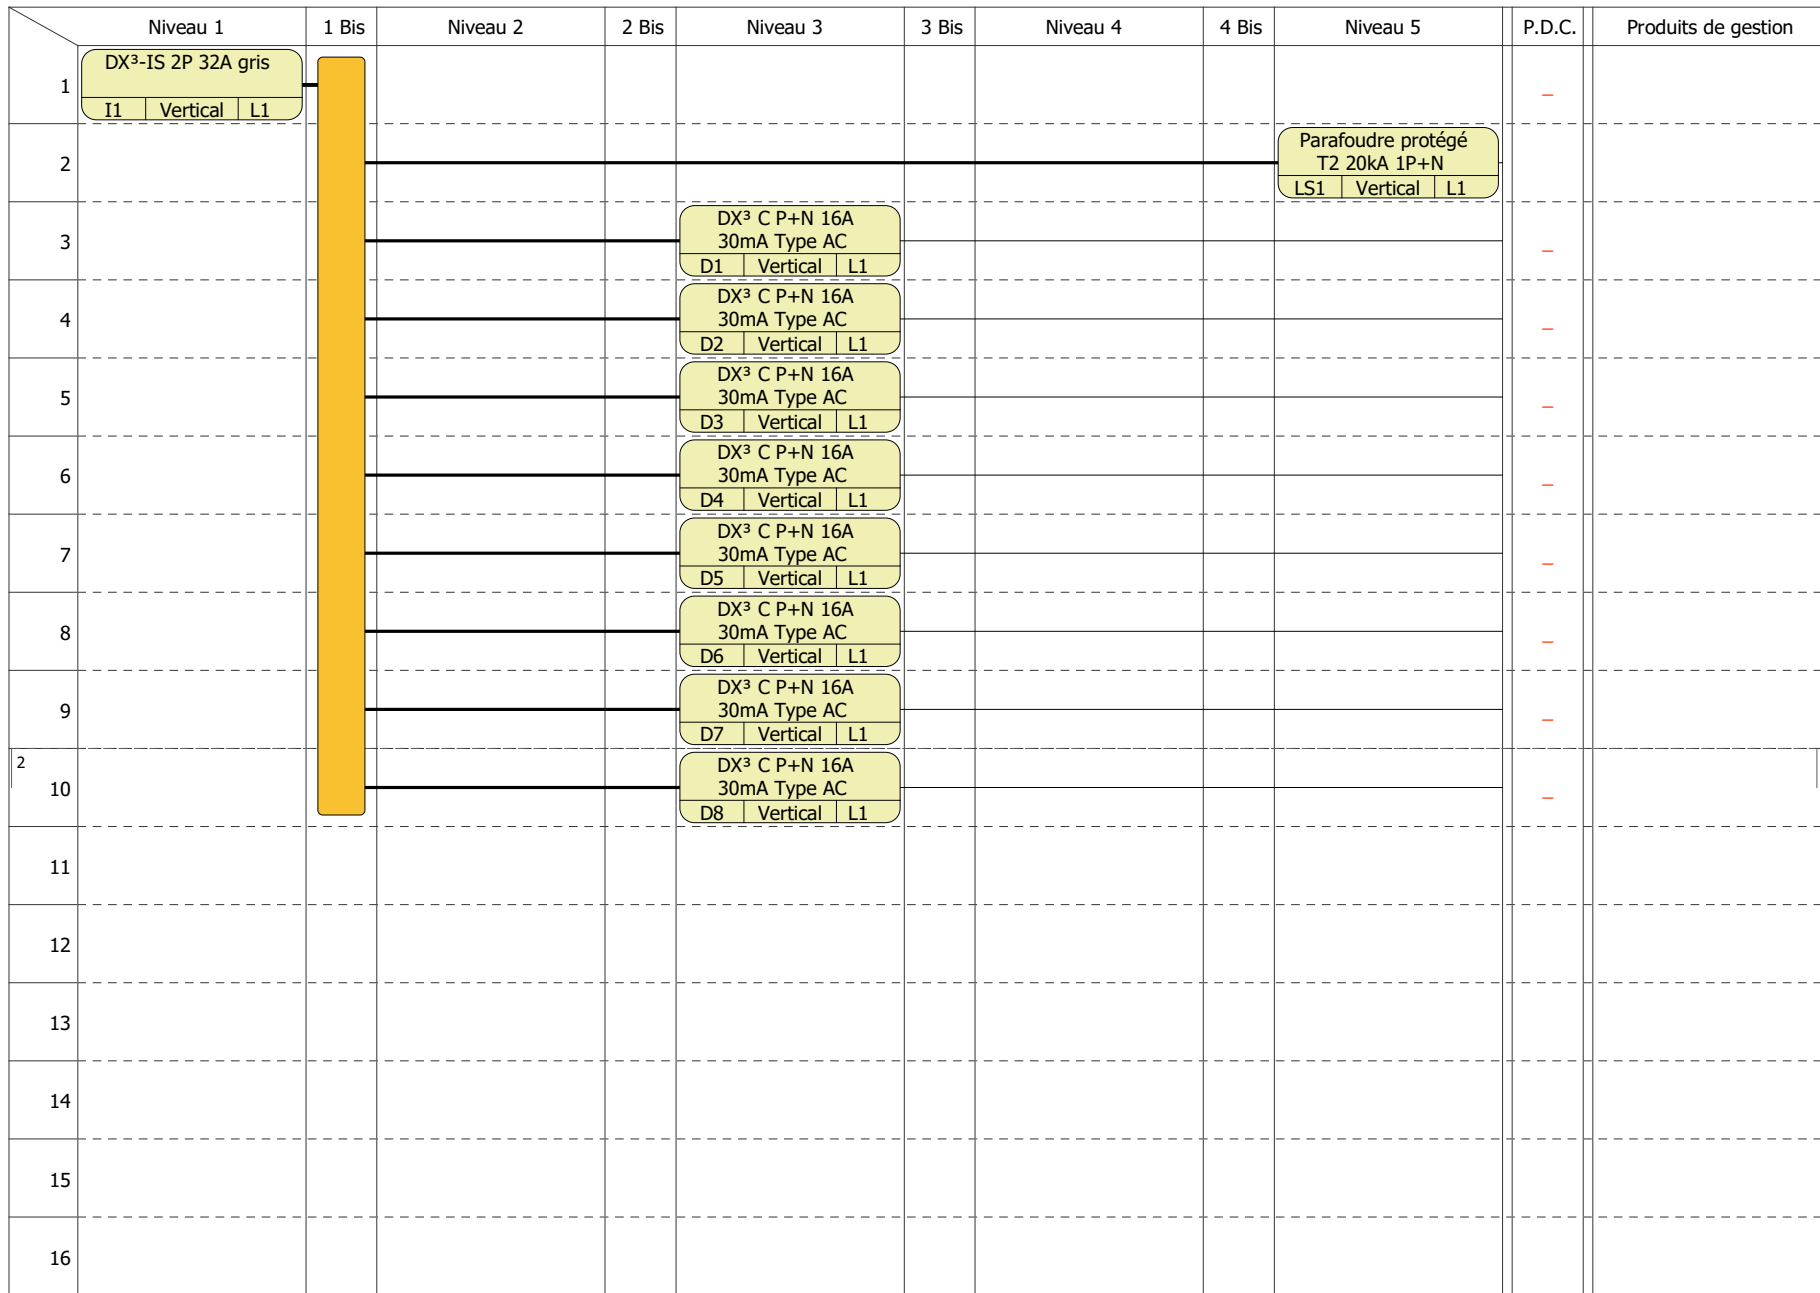 Niveau 1 1 Bis Niveau 2 2 Bis Niveau 3 3 Bis Niveau 4 4 Bis Niveau 5 P.D.C. Produits de gestion
1
DX³-IS 2P 32A gris
I1 Vertical L1
–
2
Parafoudre protégé
T2 20kA 1P+N
LS1 Vertical L1
3
DX³ C P+N 16A
30mA Type AC
D1 Vertical L1
–
4
DX³ C P+N 16A
30mA Type AC
D2 Vertical L1
–
5
DX³ C P+N 16A
30mA Type AC
D3 Vertical L1
–
6
DX³ C P+N 16A
30mA Type AC
D4 Vertical L1
–
7
DX³ C P+N 16A
30mA Type AC
D5 Vertical L1
–
8
DX³ C P+N 16A
30mA Type AC
D6 Vertical L1
–
9
DX³ C P+N 16A
30mA Type AC
D7 Vertical L1
–
2
10
DX³ C P+N 16A
30mA Type AC
D8 Vertical L1
–
11
12
13
14
15
16